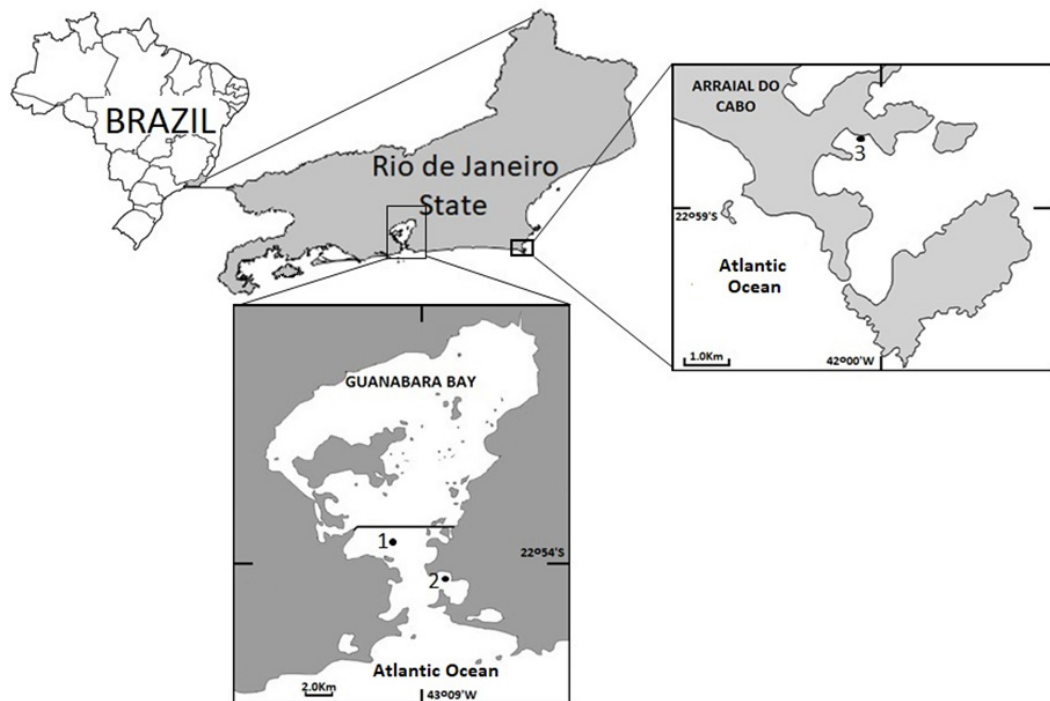 BRAZIL
Rio de Janeiro
State
ARRAIAL DO
CABO
3
22º59'S
Atlantic
Ocean
1.0Km
42º00'W
GUANABARA BAY
1
22º54'S
2
Atlantic Ocean
2.0Km
43º09'W